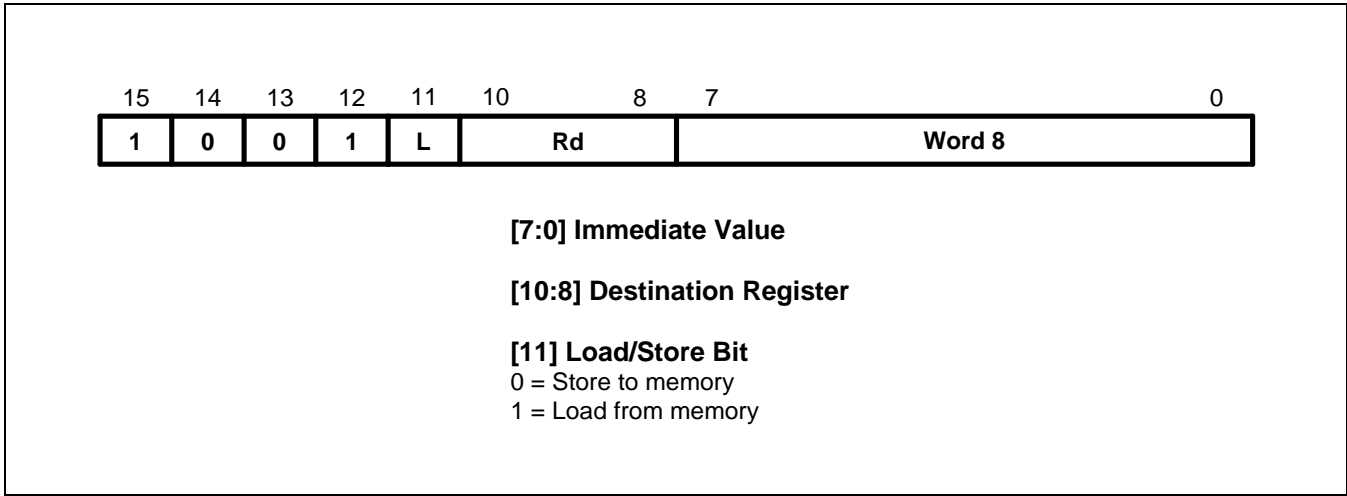 15 14 13 12 11 10 8 7 0
1 0 0 1 L Rd Word 8
[7:0] Immediate Value
[10:8] Destination Register
[11] Load/Store Bit
0 = Store to memory
1 = Load from memory